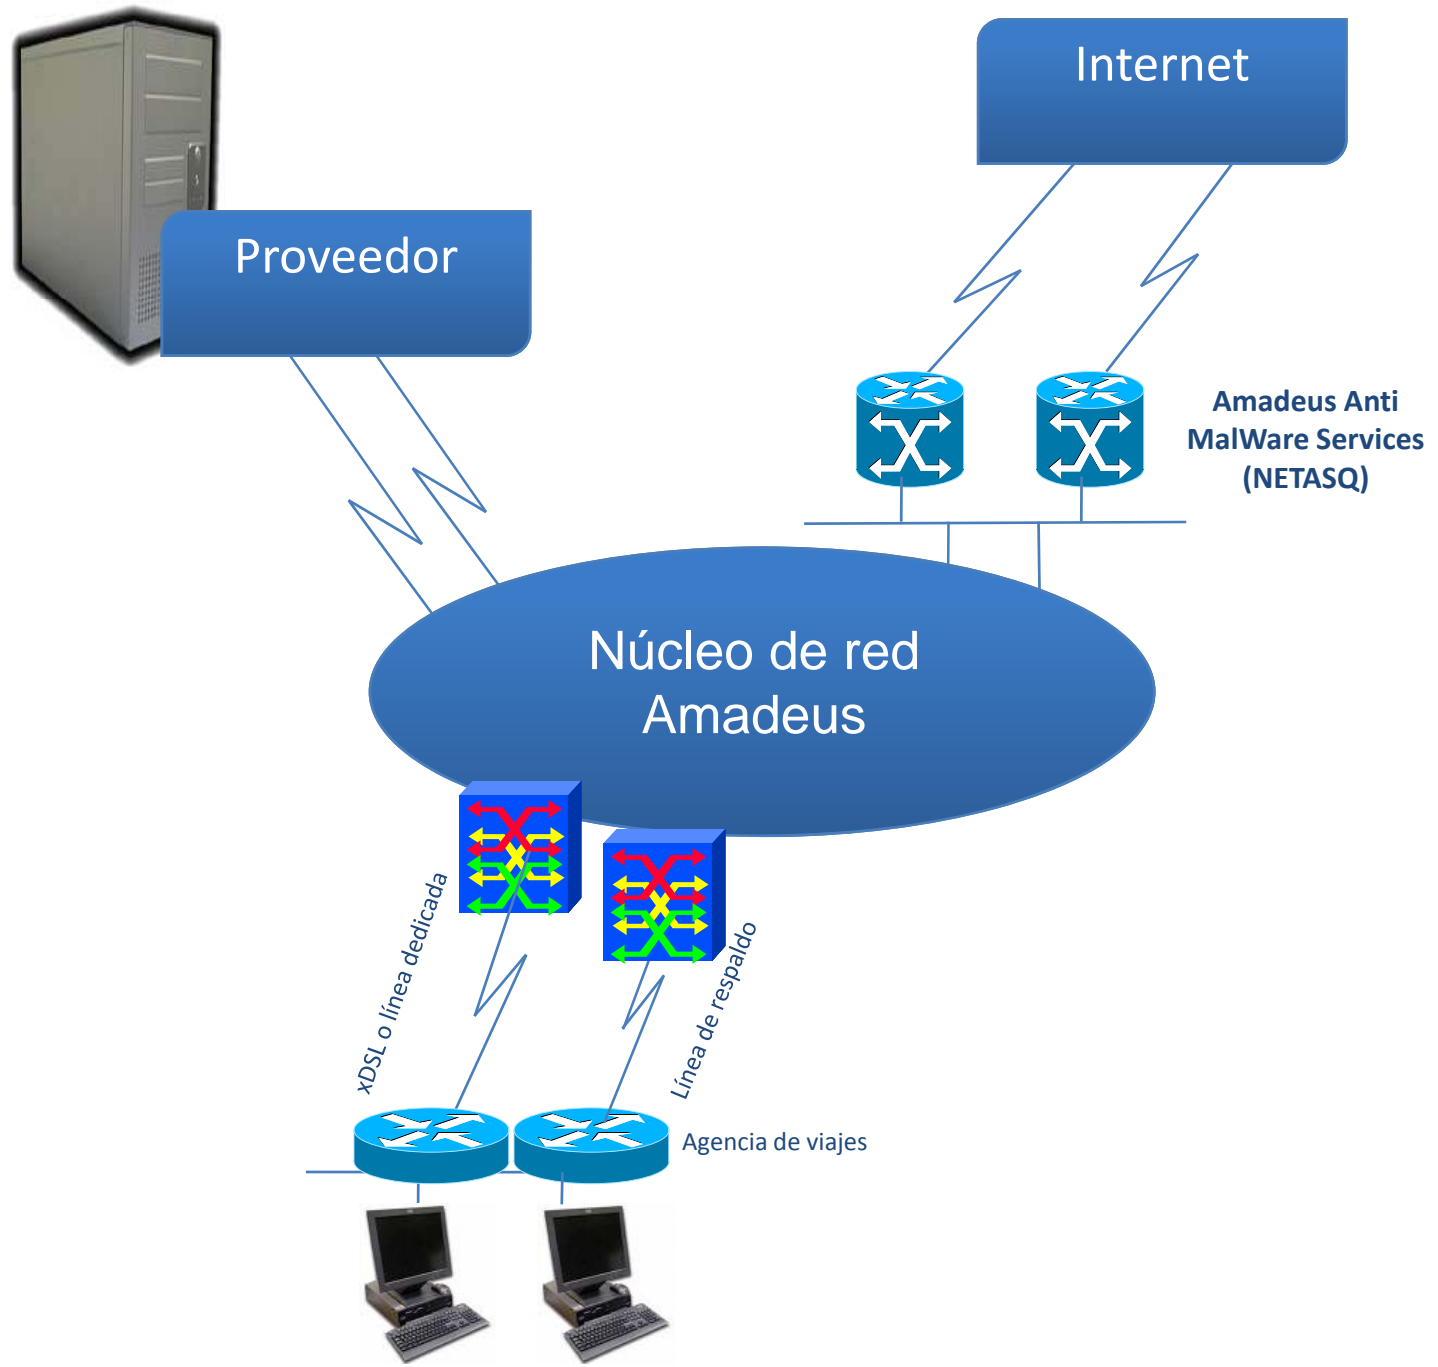 Internet
Proveedor
Amadeus Anti
MalWare Services
(NETASQ)
Núcleo de red
Amadeus
xDSL o línea dedicada
Línea de respaldo
Agencia de viajes